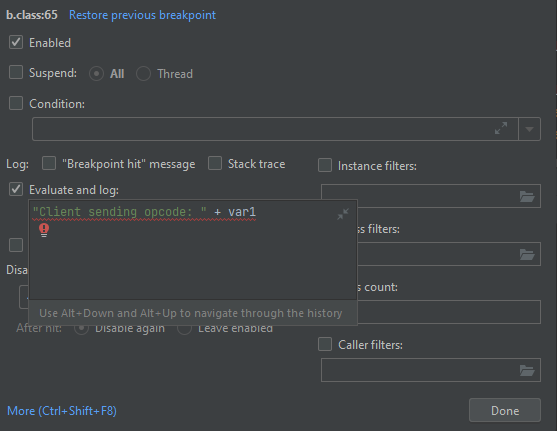 b.class:65 Restore previous breakpoint
Enabled
Suspend: All Thread
Condition:
Log: "Breakpoint hit" message Stack trace Instance filters:
Evaluate and log:
"Client sending opcode: " + var1
ss filters:
Disa
s count:
Use Alt+Down and Alt+Up to navigate through the history
After hit: Disable again Leave enabled
Caller filters:
More (Ctrl+Shift+F8) Done